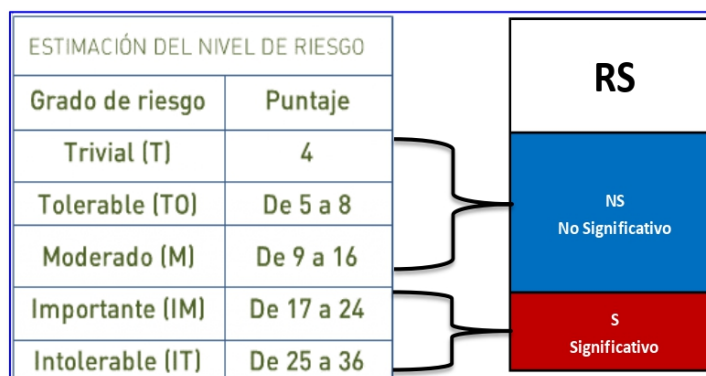 ESTIMACIÓN DEL NIVEL DE RIESGO
Grado de riesgo Puntaje
Trivial (T) 4
Tolerable (TO) De 5 a 8
Moderado (M) De 9 a 16
Importante (IM) De 17 a 24
Intolerable (IT) De 25 a 36
RS
NS
No Significativo
S
Significativo